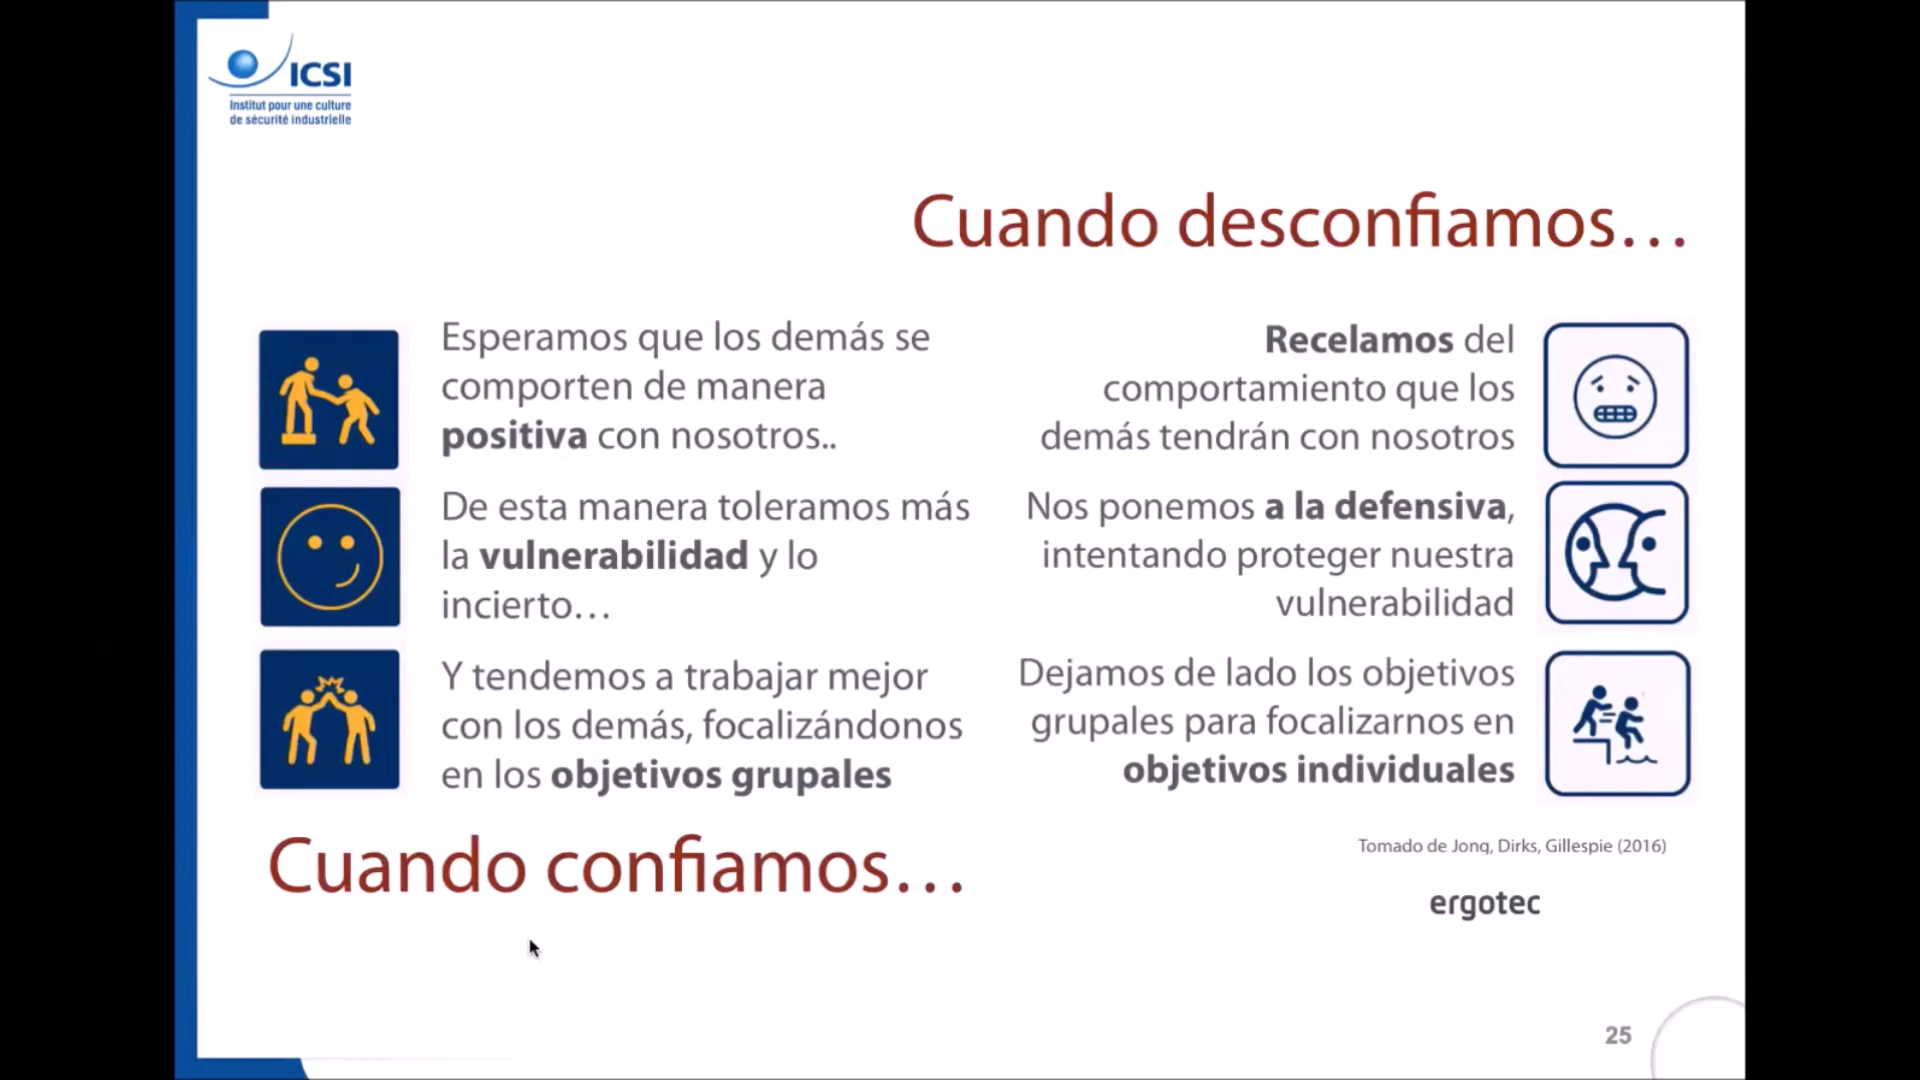 ICSI
Institut pour une culture
de sécurité industrielle
Cuando desconfiamos…
Esperamos que los demás se
comporten de manera
positiva con nosotros..
De esta manera toleramos más
la vulnerabilidad y lo
incierto…
Y tendemos a trabajar mejor
con los demás, focalizándonos
en los objetivos grupales
Cuando confiamos…
Recelamos del
comportamiento que los
demás tendrán con nosotros
Nos ponemos a la defensiva,
intentando proteger nuestra
vulnerabilidad
Dejamos de lado los objetivos
grupales para focalizarnos en
objetivos individuales
Tomado de Jong, Dirks, Gillespie (2016)
ergotec
25